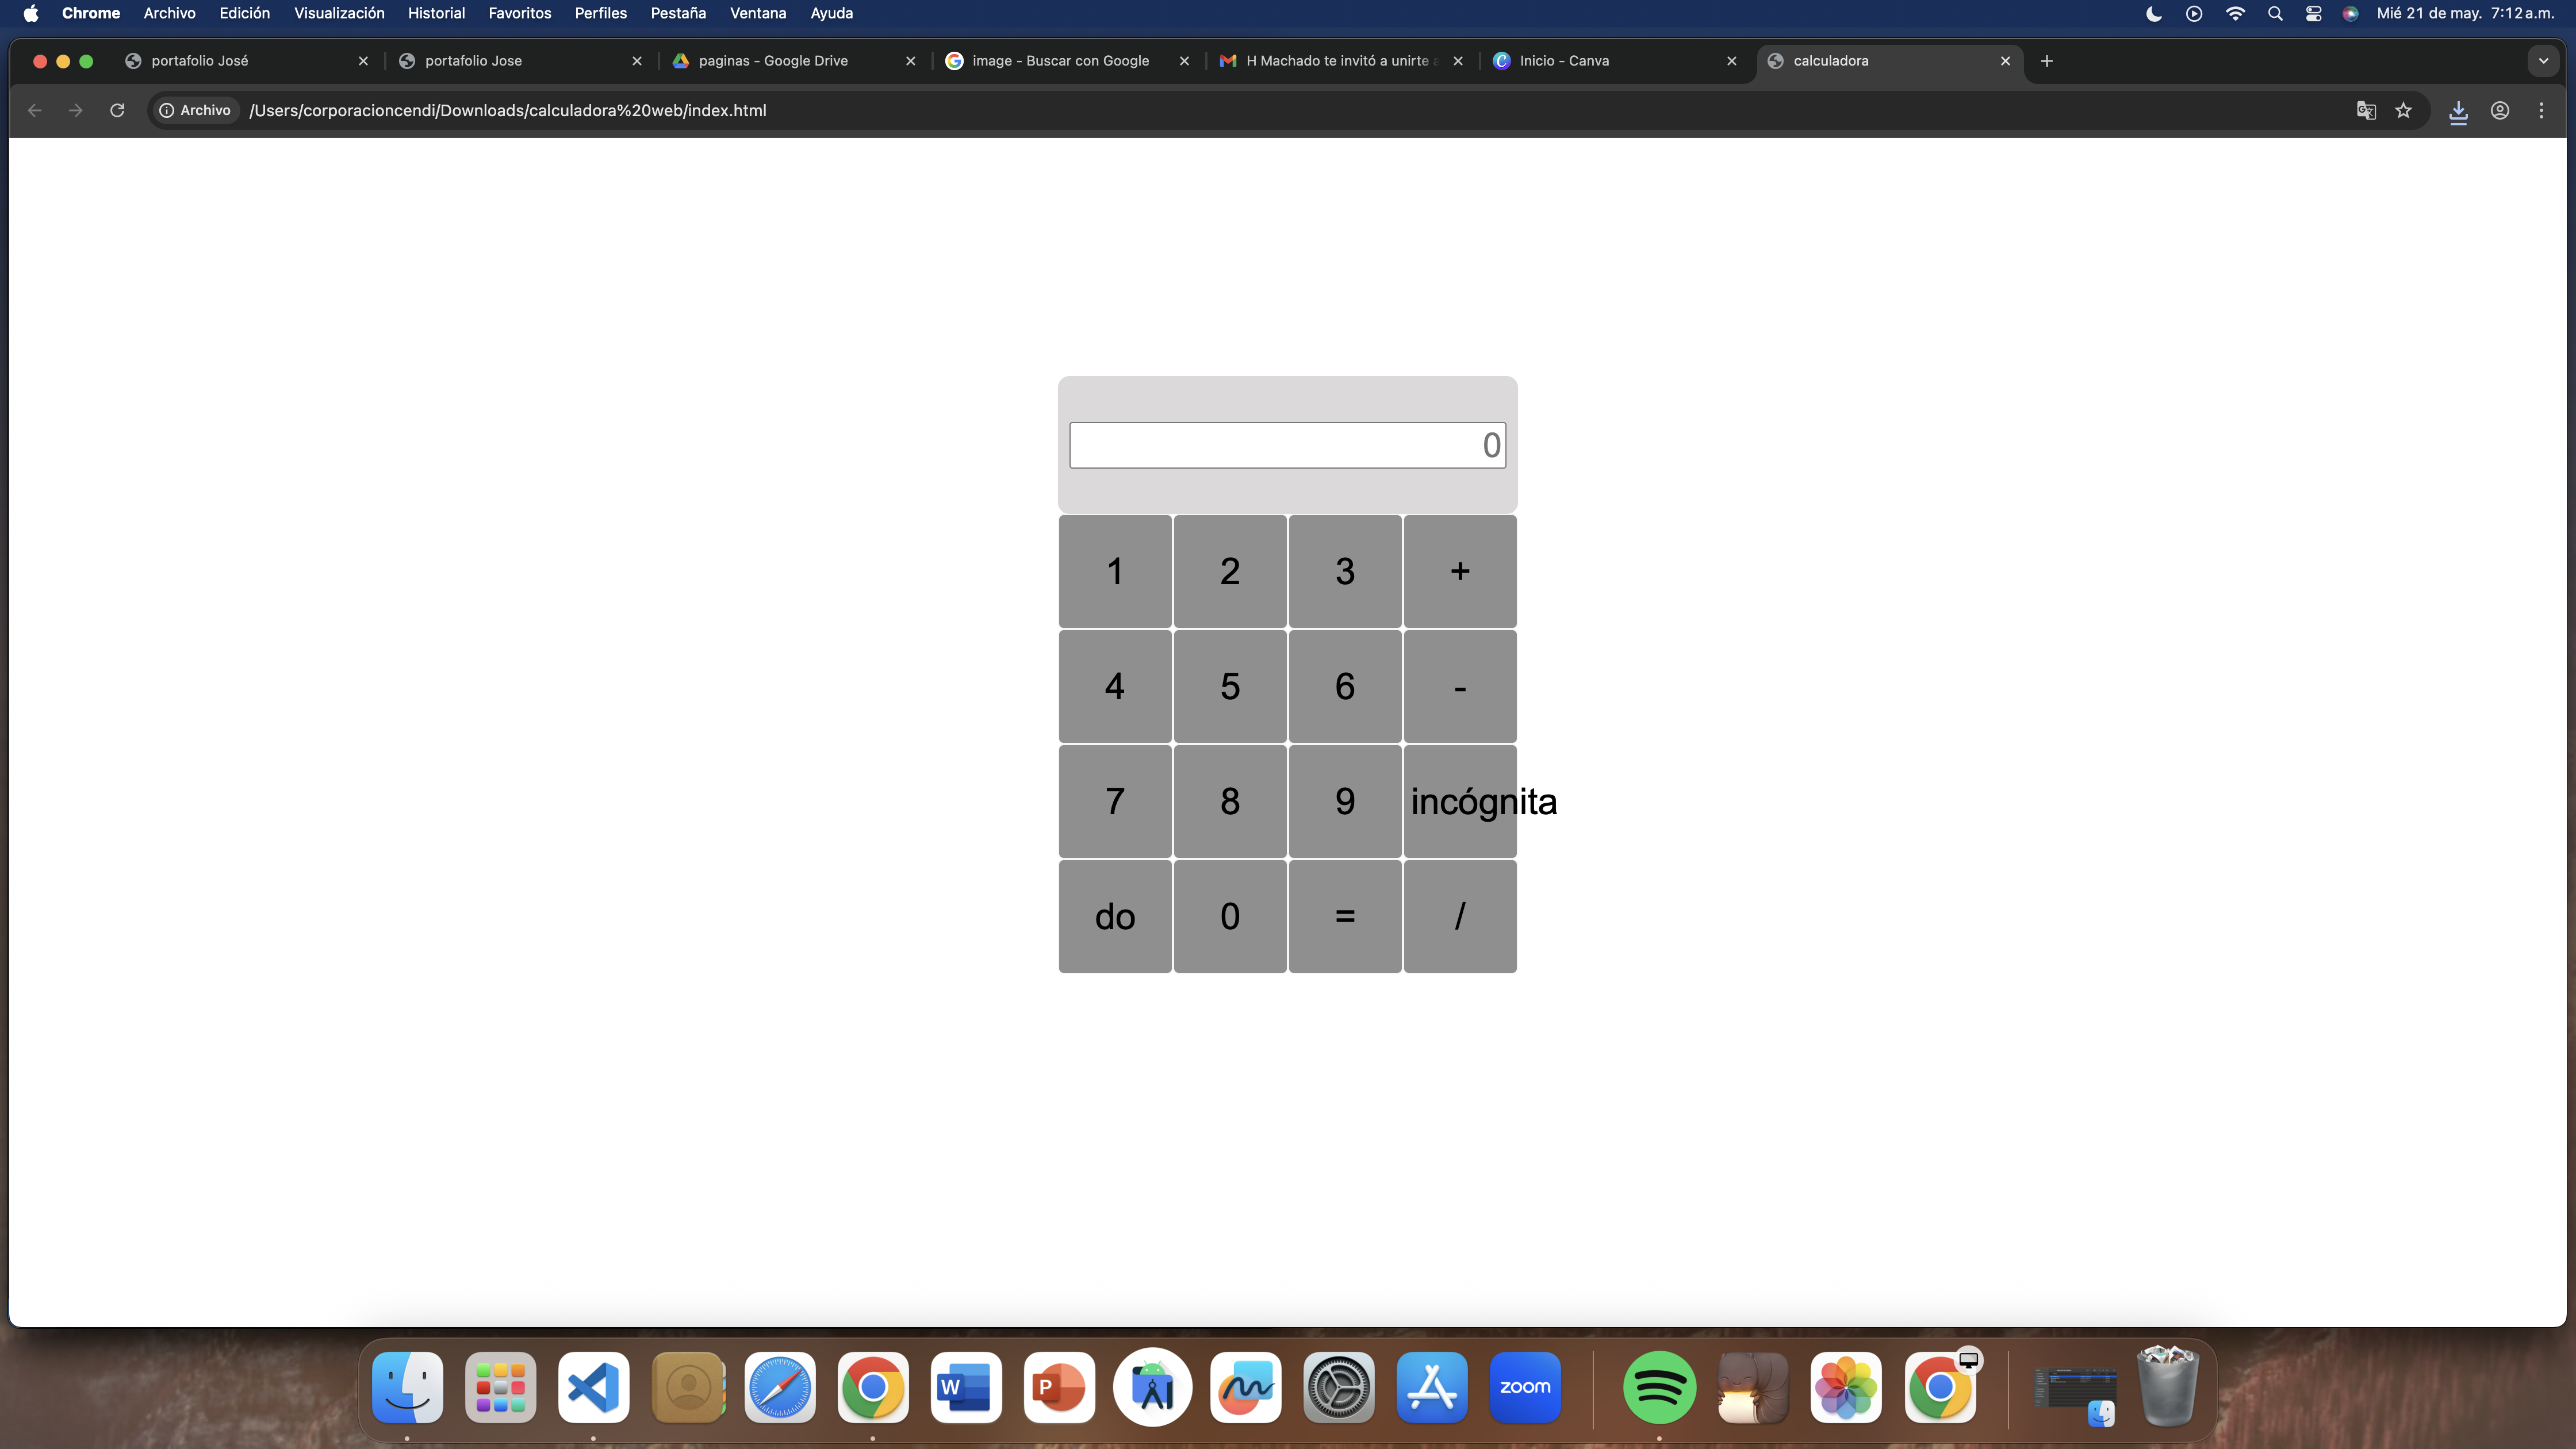 Chrome Archivo Edición Visualización Historial Favoritos Perfiles Pestaña Ventana Ayuda Mié 21 de may. 7:12 a.m.
portafolio José portafolio Jose paginas - Google Drive image - Buscar con Google H Machado te invitó a unirte a Inicio - Canva calculadora
Archivo /Users/corporacioncendi/Downloads/calculadora%20web/index.html
0
1 2 3 +
4 5 6 -
7 8 9 incógnita
do 0 = /
W P zoom